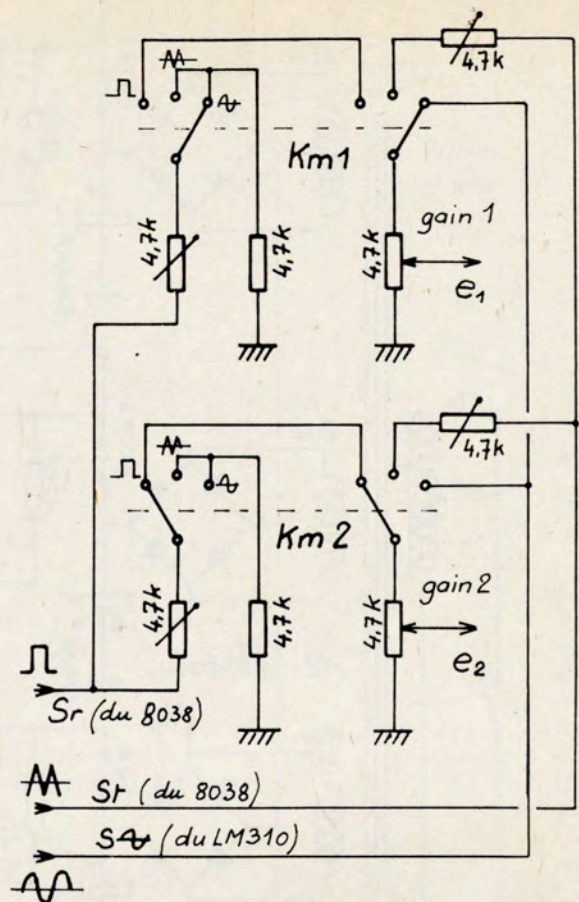 4,7k
Km1
4,7k
4,7k
4,7k
gain 1
e1
4,7k
Km2
4,7k
4,7k
4,7k
gain 2
e2
Sr (du 8038)
St (du 8038)
S (du LM310)